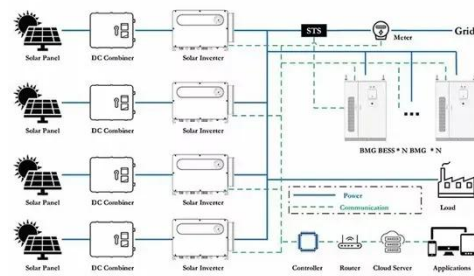 STS
Meter
Grid
Solar Panel DC Combiner Solar Inverter
Solar Panel DC Combiner Solar Inverter
BMG BESS * N BMG * N
Solar Panel DC Combiner Solar Inverter
Power
Communication
Load
Solar Panel DC Combiner Solar Inverter
Controller Router Cloud Server Application